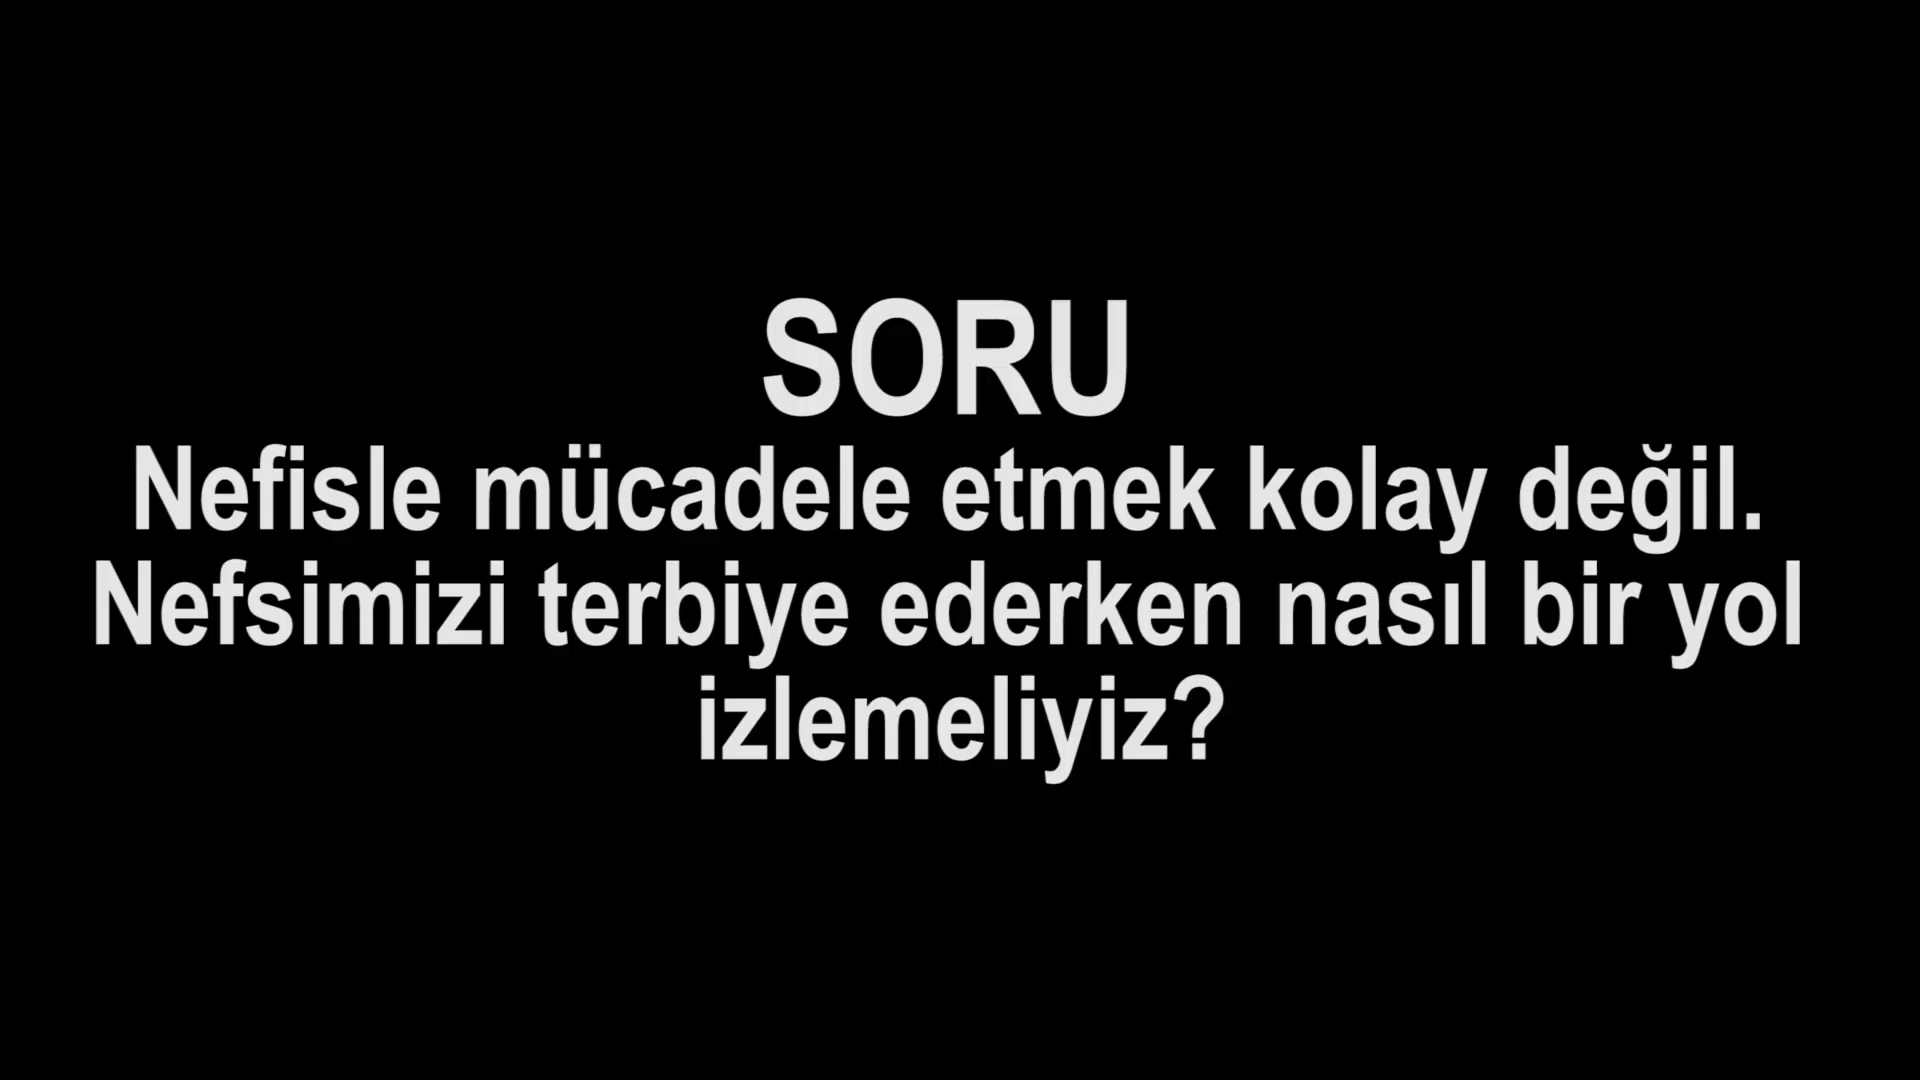 SORU
Nefisle mücadele etmek kolay değil.
Nefsimizi terbiye ederken nasıl bir yol
izlemeliyiz?